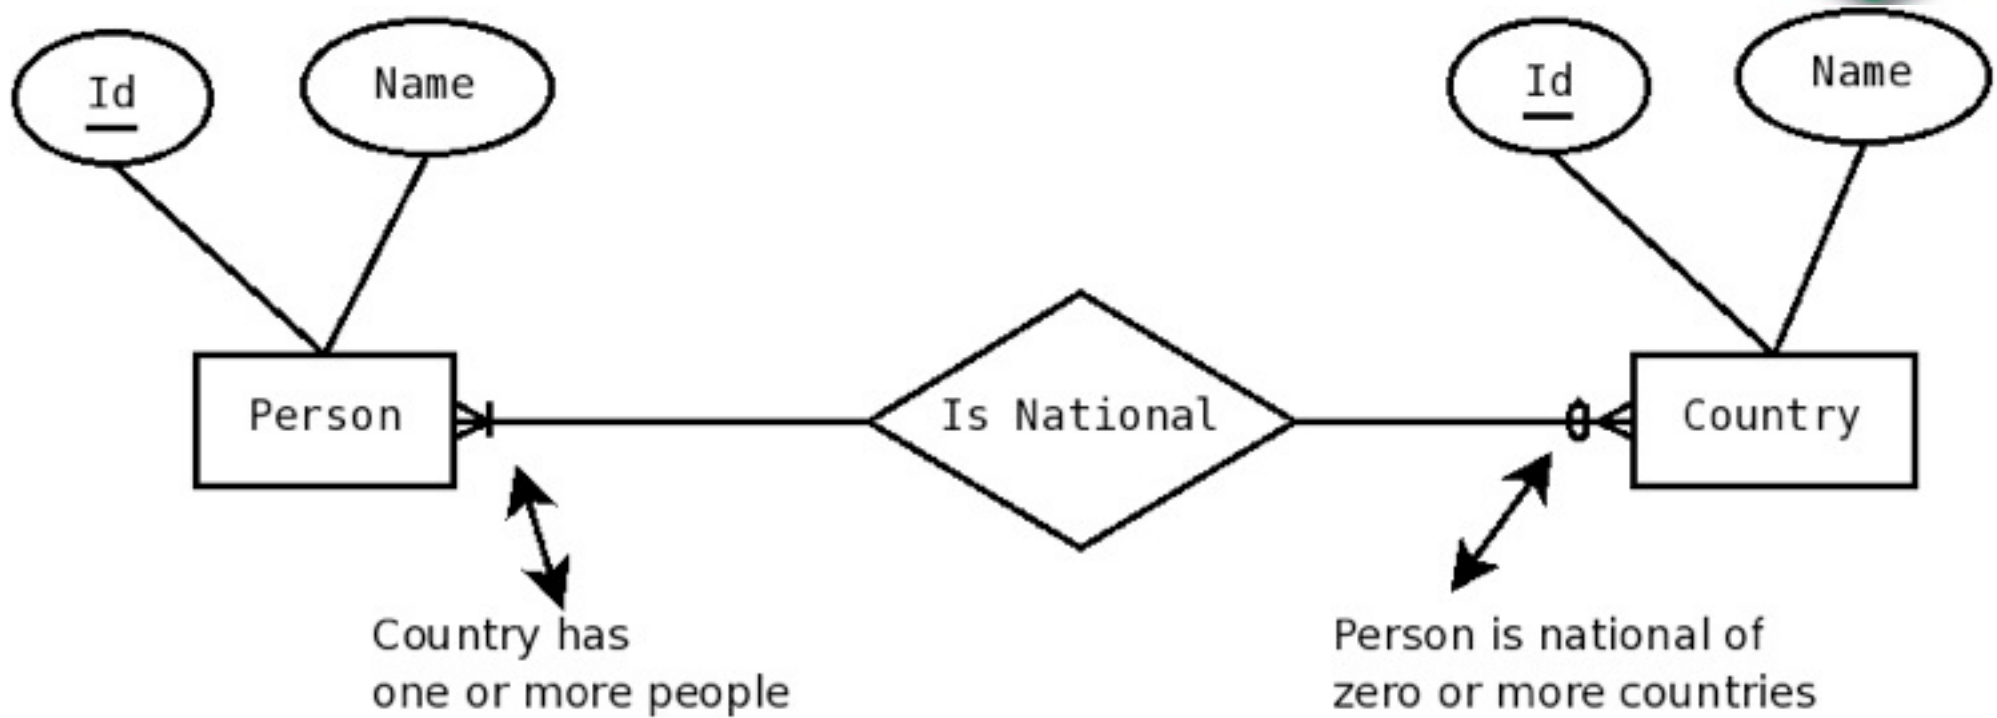 Id
Name
Id
Name
Person
Is National
Country
Country has
one or more people
Person is national of
zero or more countries